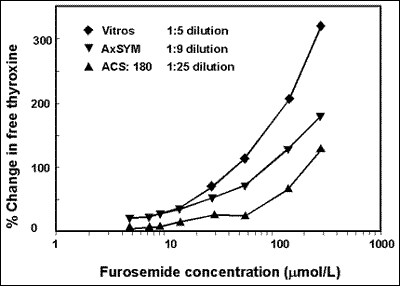 300
Vitros 1:5 dilution
AxSYM 1:9 dilution
ACS: 180 1:25 dilution
200
100
0
% Change in free thyroxine
1 10 100 1000
Furosemide concentration (μmol/L)